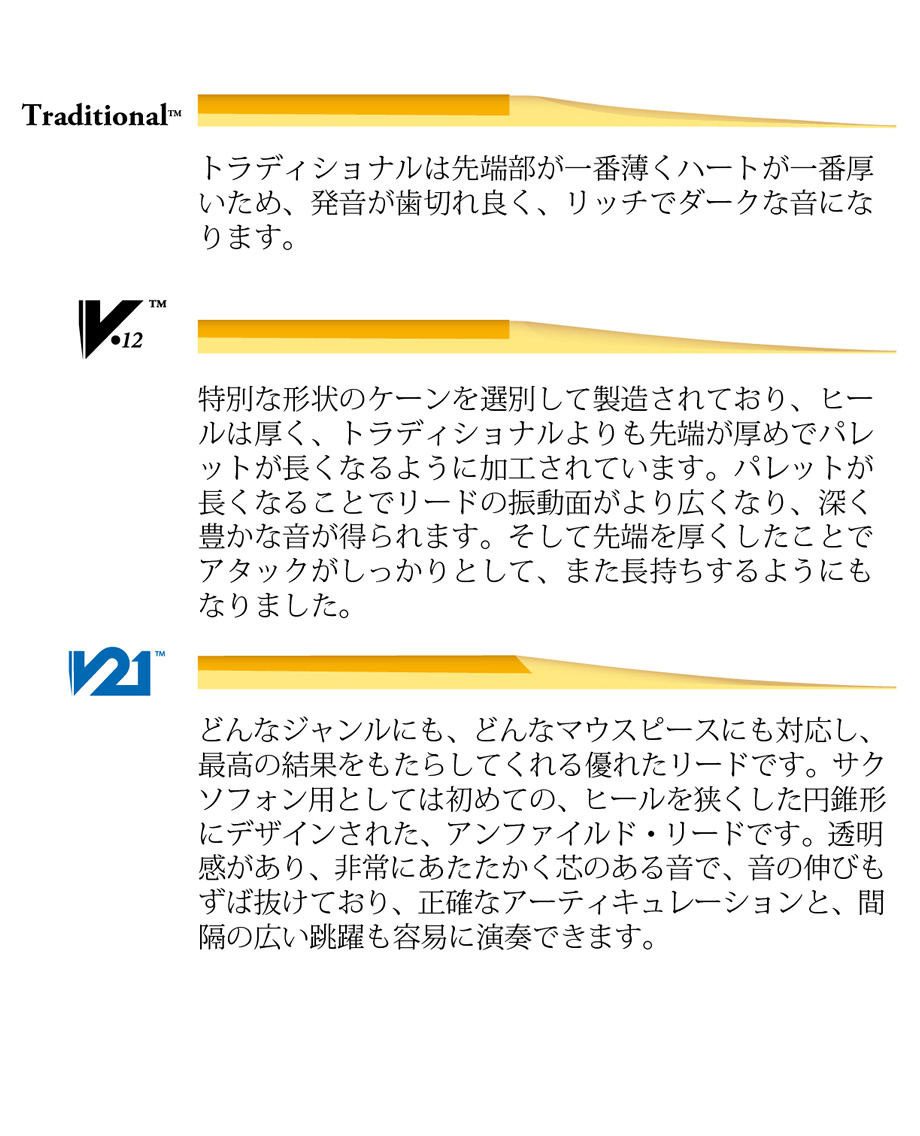 Traditional™
トラディショナルは先端部が一番薄くハートが一番厚
いため、発音が歯切れ良く、リッチでダークな音にな
ります。
V•12™
特別な形状のケーンを選別して製造されており、ヒー
ルは厚く、トラディショナルよりも先端が厚めでパレ
ットが長くなるように加工されています。パレットが
長くなることでリードの振動面がより広くなり、深く
豊かな音が得られます。そして先端を厚くしたことで
アタックがしっかりとして、また長持ちするようにも
なりました。
V21™
どんなジャンルにも、どんなマウスピースにも対応し、
最高の結果をもたらしてくれる優れたリードです。サク
ソフォン用としては初めての、ヒールを狭くした円錐形
にデザインされた、アンファイルド・リードです。透明
感があり、非常にあたたかく芯のある音で、音の伸びも
ずば抜けており、正確なアーティキュレーションと、間
隔の広い跳躍も容易に演奏できます。